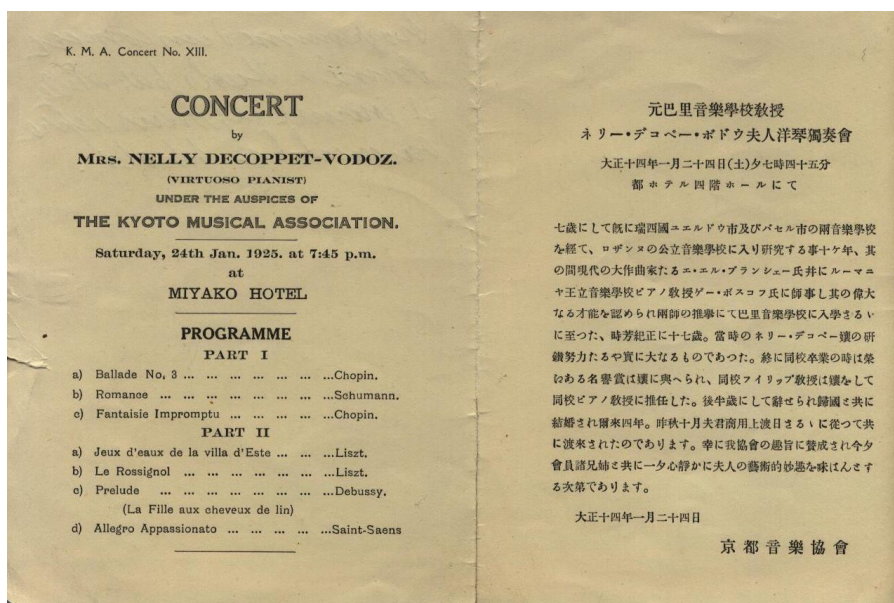 K. M. A. Concert No. XIII.
CONCERT
by
MRS. NELLY DECOPPET-VODOZ.
(VIRTUOSO PIANIST)
UNDER THE AUSPICES OF
THE KYOTO MUSICAL ASSOCIATION.
Saturday, 24th Jan. 1925. at 7:45 p.m.
at
MIYAKO HOTEL
PROGRAMME
PART I
a) Ballade No. 3 ... ... ... ... ... ... ...Chopin.
b) Romance ... ... ... ... ... ... ...Schumann.
c) Fantaisie Impromptu ... ... ... ... ...Chopin.
PART II
a) Jeux d'eaux de la villa d'Este ... ... ...Liszt.
b) Le Rossignol ... ... ... ... ... ... ...Liszt.
c) Prelude ... ... ... ... ... ... ... ...Debussy.
(La Fille aux cheveux de lin)
d) Allegro Appassionato ... ... ... ... ...Saint-Saens
元巴里音樂學校教授
ネリー・デコペー・ボドウ夫人洋琴獨奏會
大正十四年一月二十四日(土)夕七時四十五分
都ホテル四階ホールにて
七歳にして旣に瑞四國ユエルドウ市及びバセル市の兩音樂學校
を經て、ロザンヌの公立音樂學校に入り研究する事十ケ年、其
の間現代の大作曲家たるエ・エル・ブランシェー氏井にルーマニ
ヤ王立音樂學校ピアノ敎授ゲー・ボスコフ氏に師事し其の偉大
なる才能を認められ兩師の推擧にて巴里音樂學校に入學さるゝ
に至つた、時芳紀正に十七歳。當時のネリー・デコペー孃の研
鑽努力たるや實に大なるものであつた。終に同校卒業の時は榮
ある名譽賞は孃に與へられ、同校フイリップ敎授は孃をして
同校ピアノ敎授に推任した。後半歳にして辭せられ歸國と共に
結婚され爾來四年。昨秋十月夫君商用上渡日さるゝに從つて共
に渡來されたのであります。幸に我協會の趣旨に贊成され今夕
會員諸兄姉と共に一夕心靜かに夫人の藝術的妙を味はんとす
る次第であります。
大正十四年一月二十四日
京都音樂協會